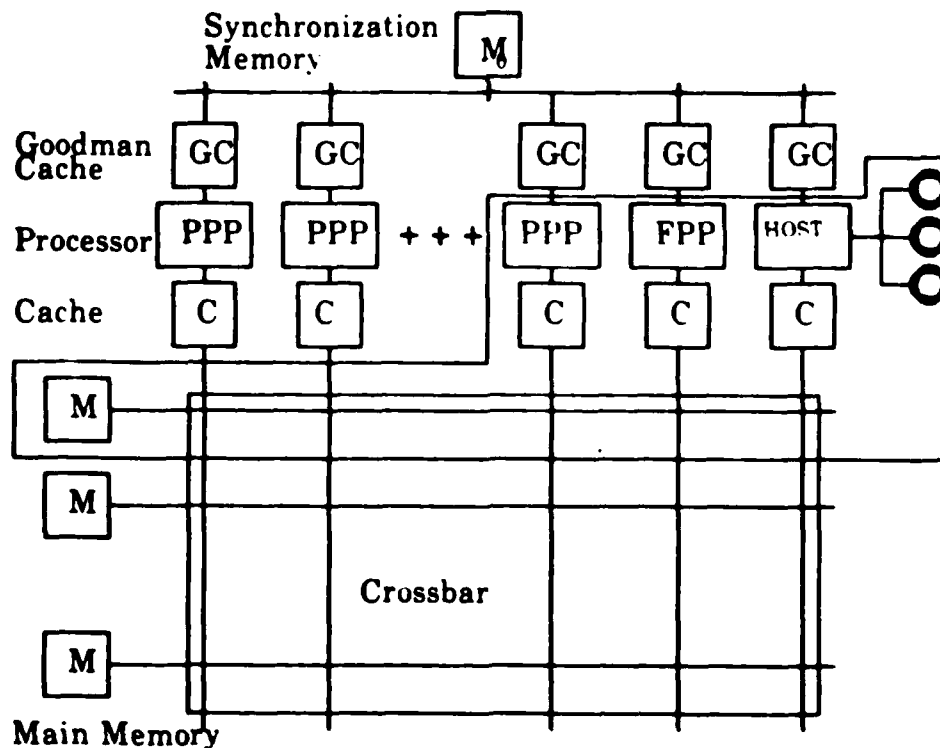 Synchronization
Memory
M0
Goodman
Cache
GC GC GC GC GC
Processor
PPP PPP + + + PPP FPP HOST
Cache
C C C C C
M
M
Crossbar
M
Main Memory